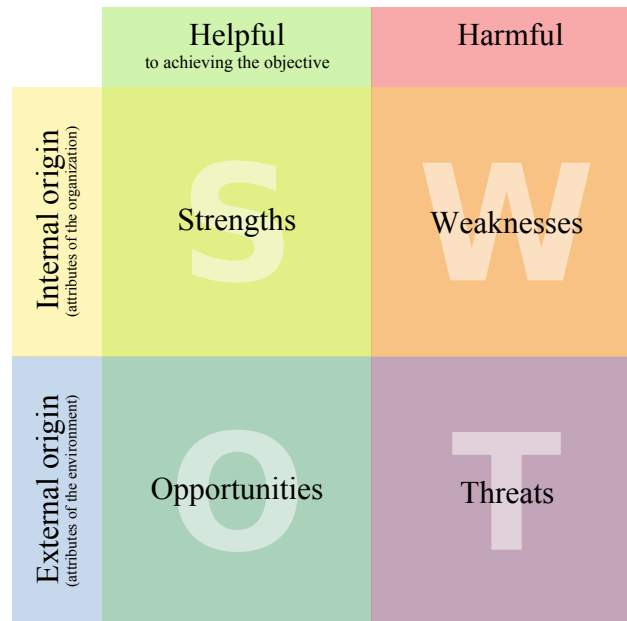 Helpful
to achieving the objective
Harmful
Internal origin
(attributes of the organization)
S
Strengths
W
Weaknesses
External origin
(attributes of the environment)
O
Opportunities
T
Threats